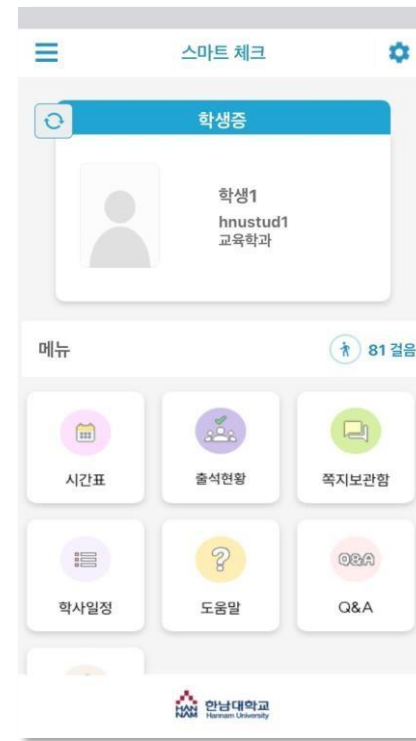 스마트 체크
학생증
학생1
hnustud1
교육학과
메뉴
81 걸음
시간표
출석현황
쪽지보관함
학사일정
도움말
Q&A
Q&A
HAN
NAM
한남대학교
Hannam University